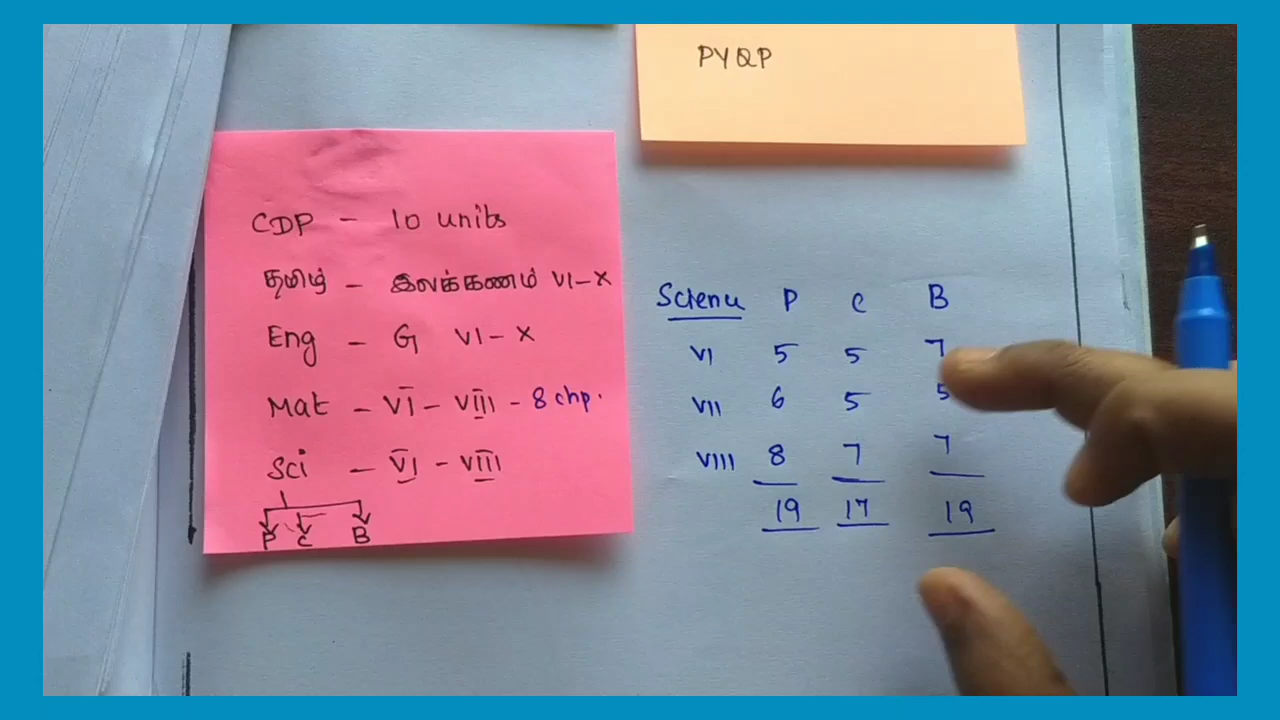 PYQP
CDP - 10 units
தமிழ் - இலக்கணம் VI-X
Eng - G VI-X
Mat - VI - VIII - 8 chp.
Sci - VI - VIII
P C B
Science P C B
VI 5 5 7
VII 6 5 5
VIII 8 7 7
19 17 19